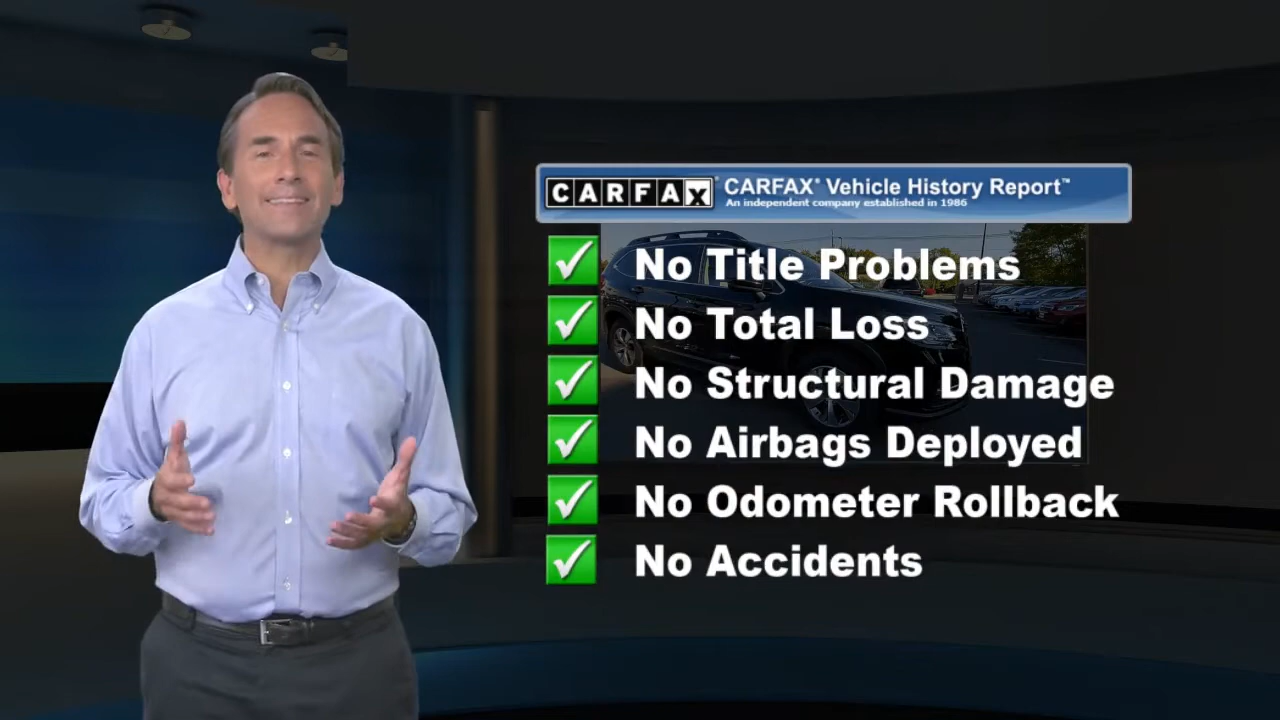 CARFAX® CARFAX® Vehicle History Report™
An independent company established in 1986
No Title Problems
No Total Loss
No Structural Damage
No Airbags Deployed
No Odometer Rollback
No Accidents